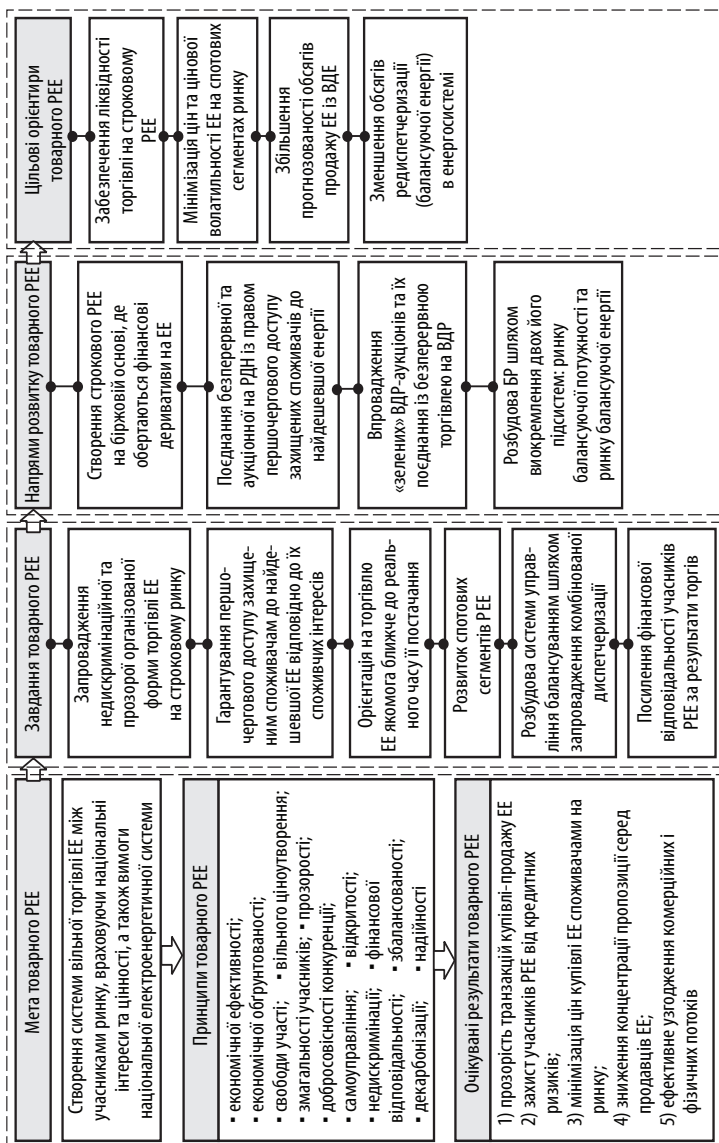 Мета товарного РЕЕ
Створення системи вільної торгівлі ЕЕ між
учасниками ринку, враховуючи національні
інтереси та цінності, а також вимоги
національної електроенергетичної системи
Принципи товарного РЕЕ
▪ економічної ефективності;
▪ економічної обґрунтованості;
▪ свободи участі; ▪ вільного ціноутворення;
▪ змагальності учасників; ▪ прозорості;
▪ добросовісності конкуренції;
▪ самоуправління; ▪ відкритості;
▪ недискримінації; ▪ фінансової
відповідальності; ▪ збалансованості;
▪ декарбонізації; ▪ надійності
Очікувані результати товарного РЕЕ
1) прозорість транзакцій купівлі-продажу ЕЕ
2) захист учасників РЕЕ від кредитних
ризиків;
3) мінімізація цін купівлі ЕЕ споживачами на
ринку;
4) зниження концентрації пропозиції серед
продавців ЕЕ;
5) ефективне узгодження комерційних і
фізичних потоків
Завдання товарного РЕЕ
Запровадження
недискримінаційної та
прозорої організованої
форми торгівлі ЕЕ
на строковому ринку
Гарантування першо-
чергового доступу захище-
ним споживачам до найде-
шевшої ЕЕ відповідно до їх
споживчих інтересів
Орієнтація на торгівлю
ЕЕ якомога ближче до реаль-
ного часу її постачання
Розвиток спотових
сегментів РЕЕ
Розбудова системи управ-
ління балансуванням шляхом
запровадження комбінованої
диспетчеризації
Посилення фінансової
відповідальності учасників
РЕЕ за результати торгів
Напрями розвитку товарного РЕЕ
Створення строкового РЕЕ
на біржовій основі, де
обертаються фінансові
деривативи на ЕЕ
Поєднання безперервної та
аукціонної на РДН із правом
першочергового доступу
захищених споживачів до
найдешевшої енергії
Впровадження
«зелених» ВДР-аукціонів та їх
поєднання із безперервною
торгівлею на ВДР
Розбудова БР шляхом
виокремлення двох його
підсистем: ринку
балансуючої потужності та
ринку балансуючої енергії
Цільові орієнтири
товарного РЕЕ
Забезпечення ліквідності
торгівлі на строковому
РЕЕ
Мінімізація цін та цінової
волатильності ЕЕ на спотових
сегментах ринку
Збільшення
прогнозованості обсягів
продажу ЕЕ із ВДЕ
Зменшення обсягів
редиспетчеризації
(балансуючої енергії)
в енергосистемі